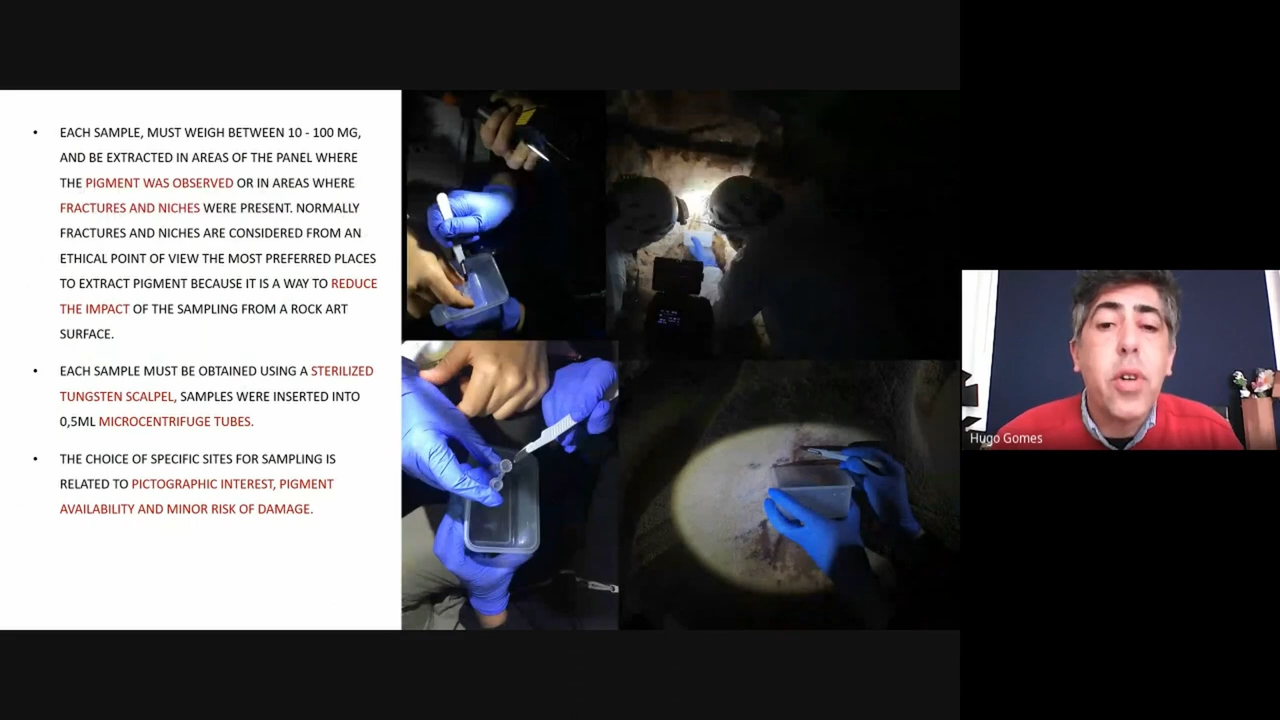 • EACH SAMPLE, MUST WEIGH BETWEEN 10 - 100 MG,
AND BE EXTRACTED IN AREAS OF THE PANEL WHERE
THE PIGMENT WAS OBSERVED OR IN AREAS WHERE
FRACTURES AND NICHES WERE PRESENT. NORMALLY
FRACTURES AND NICHES ARE CONSIDERED FROM AN
ETHICAL POINT OF VIEW THE MOST PREFERRED PLACES
TO EXTRACT PIGMENT BECAUSE IT IS A WAY TO REDUCE
THE IMPACT OF THE SAMPLING FROM A ROCK ART
SURFACE.
• EACH SAMPLE MUST BE OBTAINED USING A STERILIZED
TUNGSTEN SCALPEL, SAMPLES WERE INSERTED INTO
0,5ML MICROCENTRIFUGE TUBES.
• THE CHOICE OF SPECIFIC SITES FOR SAMPLING IS
RELATED TO PICTOGRAPHIC INTEREST, PIGMENT
AVAILABILITY AND MINOR RISK OF DAMAGE.
Hugo Gomes